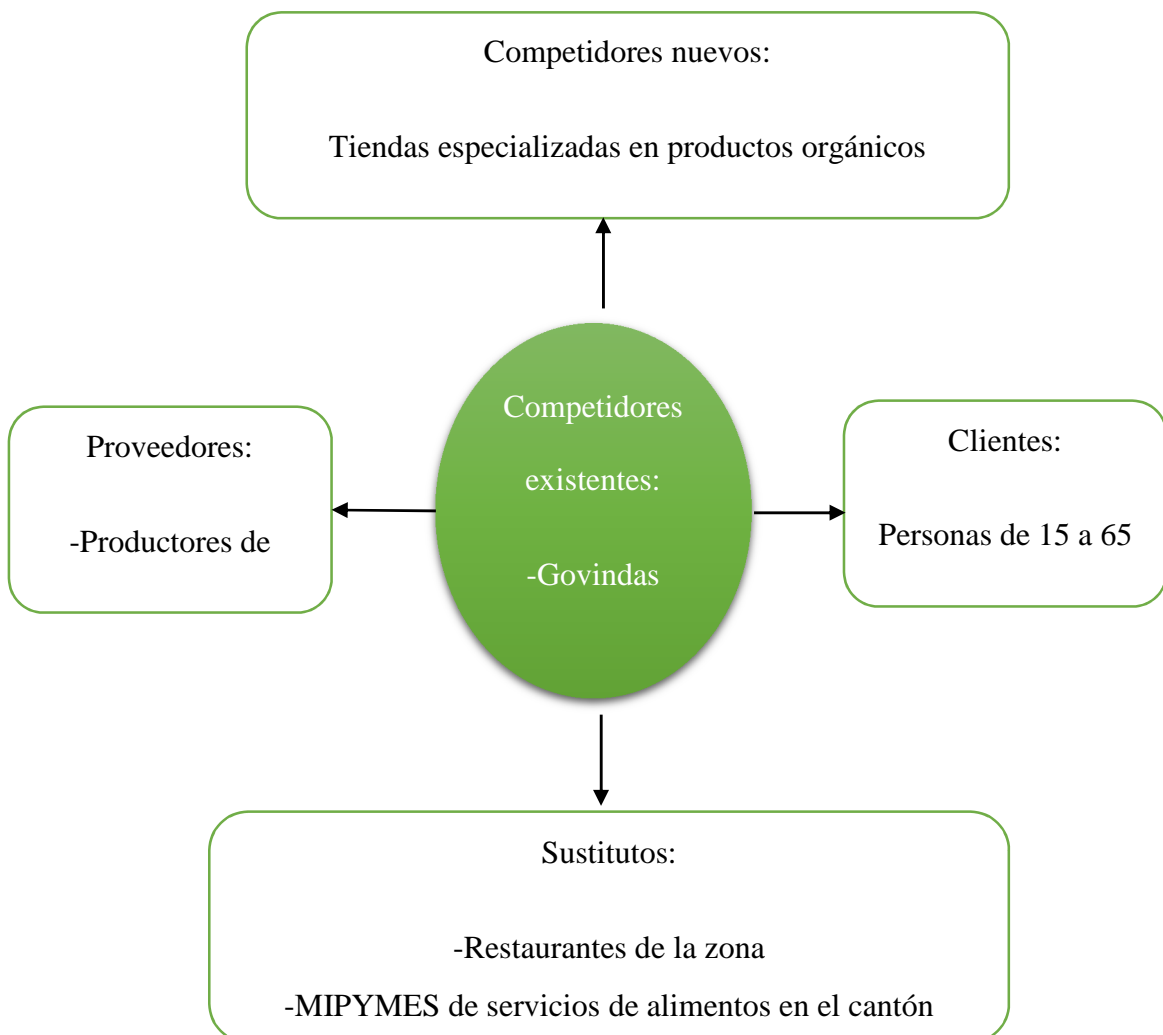 Competidores nuevos:
Tiendas especializadas en productos orgánicos
Competidores
existentes:
-Govindas
Proveedores:
-Productores de
Clientes:
Personas de 15 a 65
Sustitutos:
-Restaurantes de la zona
-MIPYMES de servicios de alimentos en el cantón